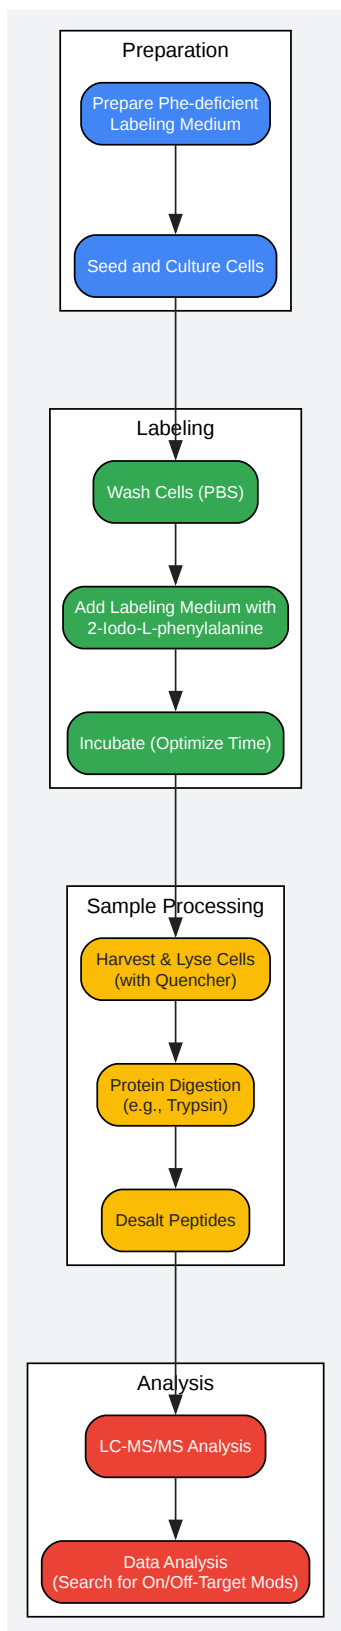 Preparation
Prepare Phe-deficient
Labeling Medium
Seed and Culture Cells
Labeling
Wash Cells (PBS)
Add Labeling Medium with
2-Iodo-L-phenylalanine
Incubate (Optimize Time)
Sample Processing
Harvest & Lyse Cells
(with Quencher)
Protein Digestion
(e.g., Trypsin)
Desalt Peptides
Analysis
LC-MS/MS Analysis
Data Analysis
(Search for On/Off-Target Mods)